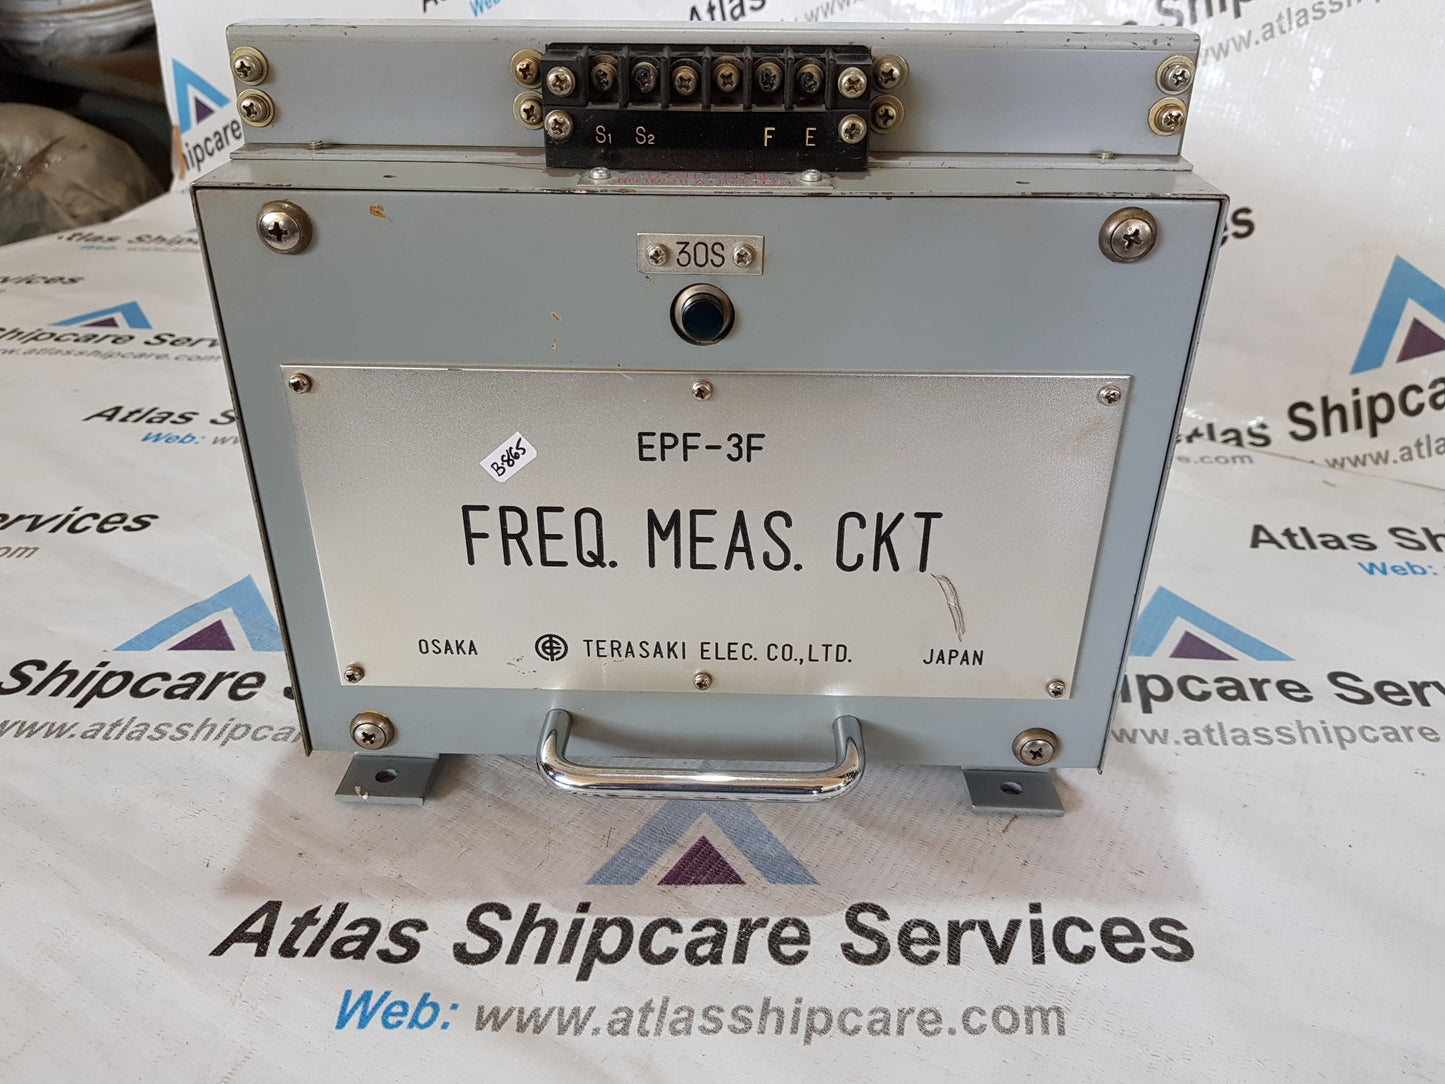 S1 S2 F E
30S
EPF-3F
B-865
FREQ. MEAS. CKT
OSAKA TERASAKI ELEC. CO.,LTD. JAPAN
Atlas Shipcare Services
Web: www.atlasshipcare.com